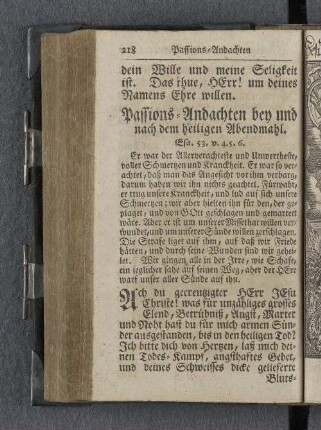 218 Passions-Andachten
dein Wille und meine Seligkeit
ist. Das thue, HErr! um deines
Namens Ehre willen.
Passions-Andachten bey und
nach dem heiligen Abendmahl.
Esa. 53. v. 4. 5. 6.
Er war der Allerverachteste und Unwertheste,
voller Schmertzen und Kranckheit. Er war so ver-
achtet, daß man das Angesicht vor ihm verbarg,
darum haben wir ihn nichts geachtet. Fürwahr,
er trug unsere Kranckheit, und lud auf sich unsere
Schmertzen; wir aber hielten ihn für den, der ge-
plaget, und von GOtt geschlagen und gemartert
wäre. Aber er ist um unserer Missethat willen ver-
wundet, und um unserer Sünde willen zerschlagen.
Die Strafe liget auf ihm, auf daß wir Friede
hätten, und durch seine Wunden sind wir gehei-
let. Wir gingen alle in der Irre, wie Schafe,
ein jeglicher sahe auf seinen Weg, aber der HErr
warf unser aller Sünde auf ihn.
Ach du gecreutzigter HErr JEsu
Christe! was für unzähliges grosses
Elend, Betrübniß, Angst, Marter
und Noht hast du für mich armen Sün-
der ausgestanden, bis in den heiligen Tod?
Ich bitte dich von Hertzen, laß mich dei-
nen Todes-Kampf, angsthaftes Gebet,
und deines Schweisses dicke gelieferte
Bluts-